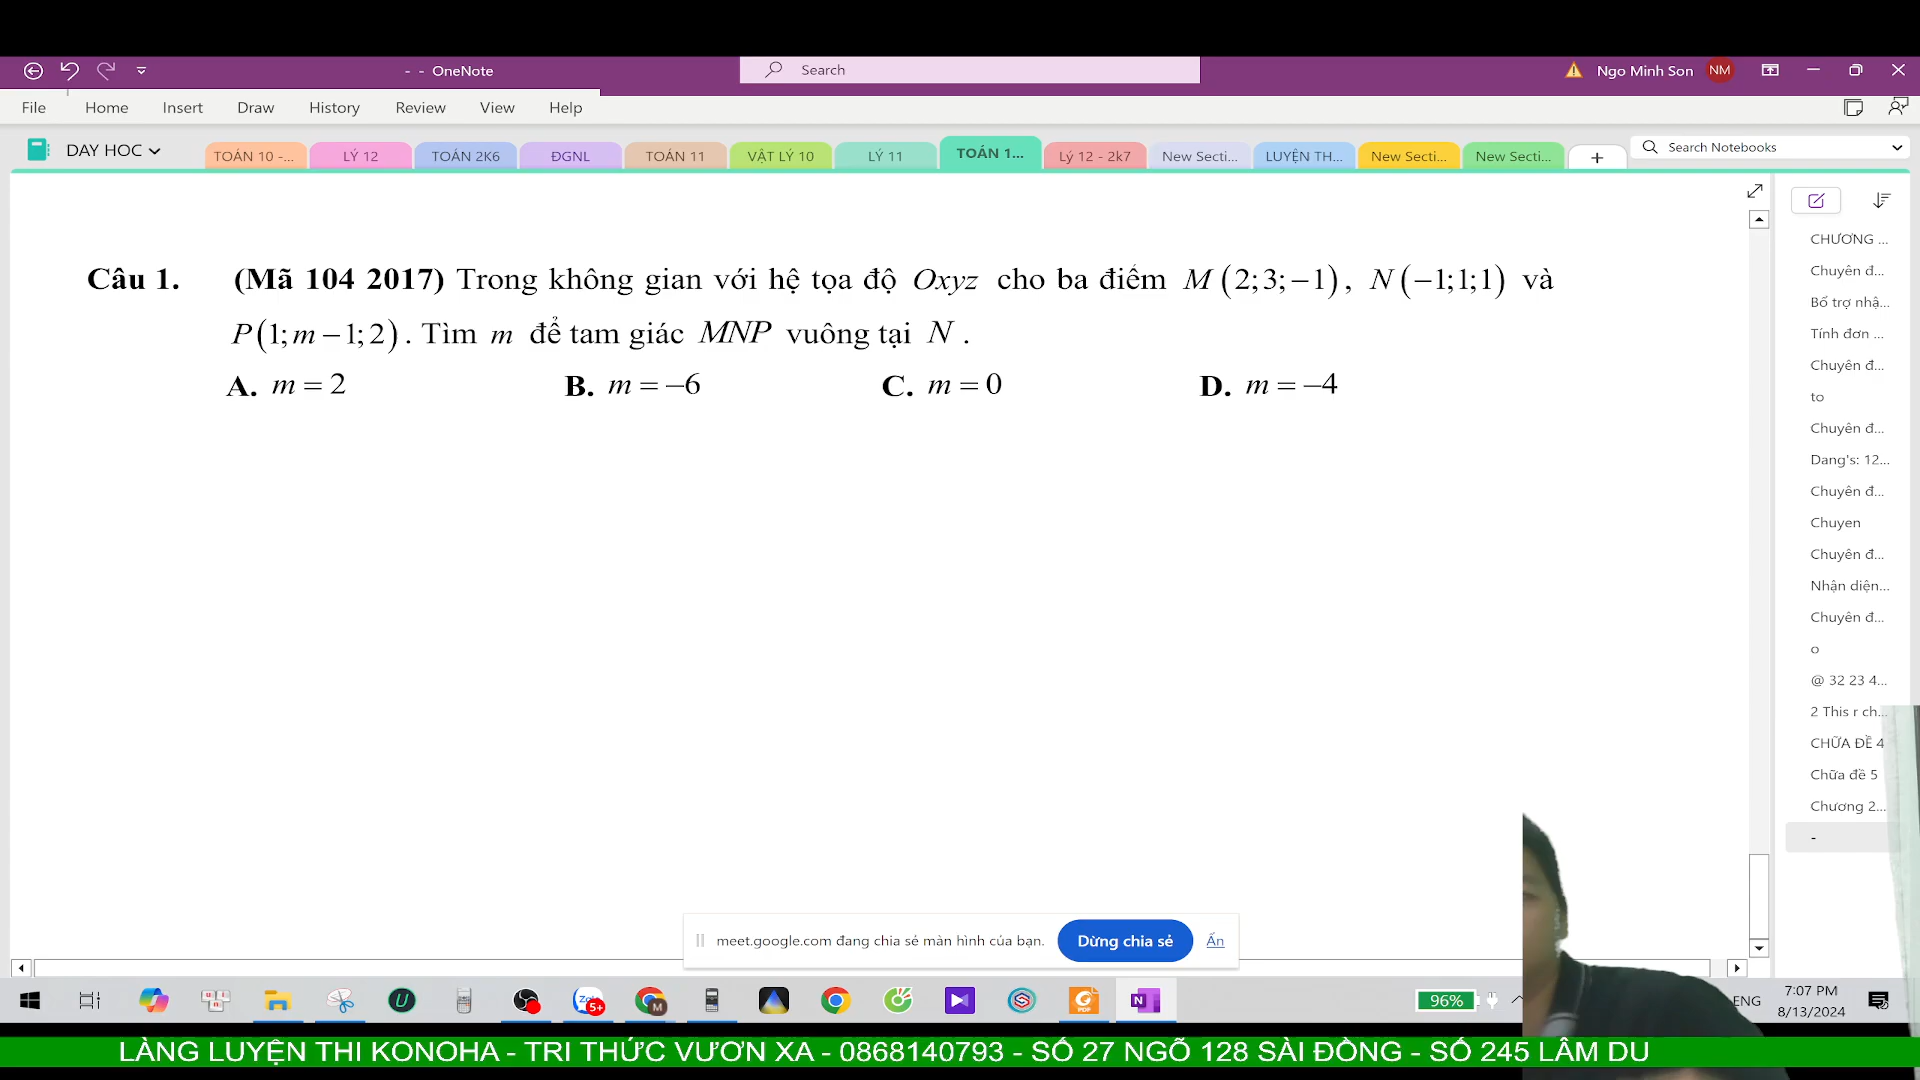 - - OneNote
Search
Ngo Minh Son NM
File Home Insert Draw History Review View Help
DAY HOC
TOÁN 10 -... LÝ 12 TOÁN 2K6 ĐGNL TOÁN 11 VẬT LÝ 10 LÝ 11 TOÁN 1... Lý 12 - 2k7 New Secti... LUYỆN TH... New Secti... New Secti... +
Search Notebooks
Câu 1. (Mã 104 2017) Trong không gian với hệ tọa độ Oxyz cho ba điểm M(2;3;−1), N(−1;1;1) và
P(1;m−1;2). Tìm m để tam giác MNP vuông tại N.
A. m = 2 B. m = −6 C. m = 0 D. m = −4
CHƯƠNG ...
Chuyên đ...
Bổ trợ nhậ...
Tính đơn ...
Chuyên đ...
to
Chuyên đ...
Dang's: 12...
Chuyên đ...
Chuyen
Chuyên đ...
Nhận diện...
Chuyên đ...
o
@ 32 23 4...
2 This r ch...
CHỮA ĐỀ 4
Chữa đề 5
Chương 2...
-
meet.google.com đang chia sẻ màn hình của bạn. Dừng chia sẻ Ẩn
96%
ENG
7:07 PM
8/13/2024
LÀNG LUYỆN THI KONOHA - TRI THỨC VƯƠN XA - 0868140793 - SỐ 27 NGÕ 128 SÀI ĐỒNG - SỐ 245 LÂM DU